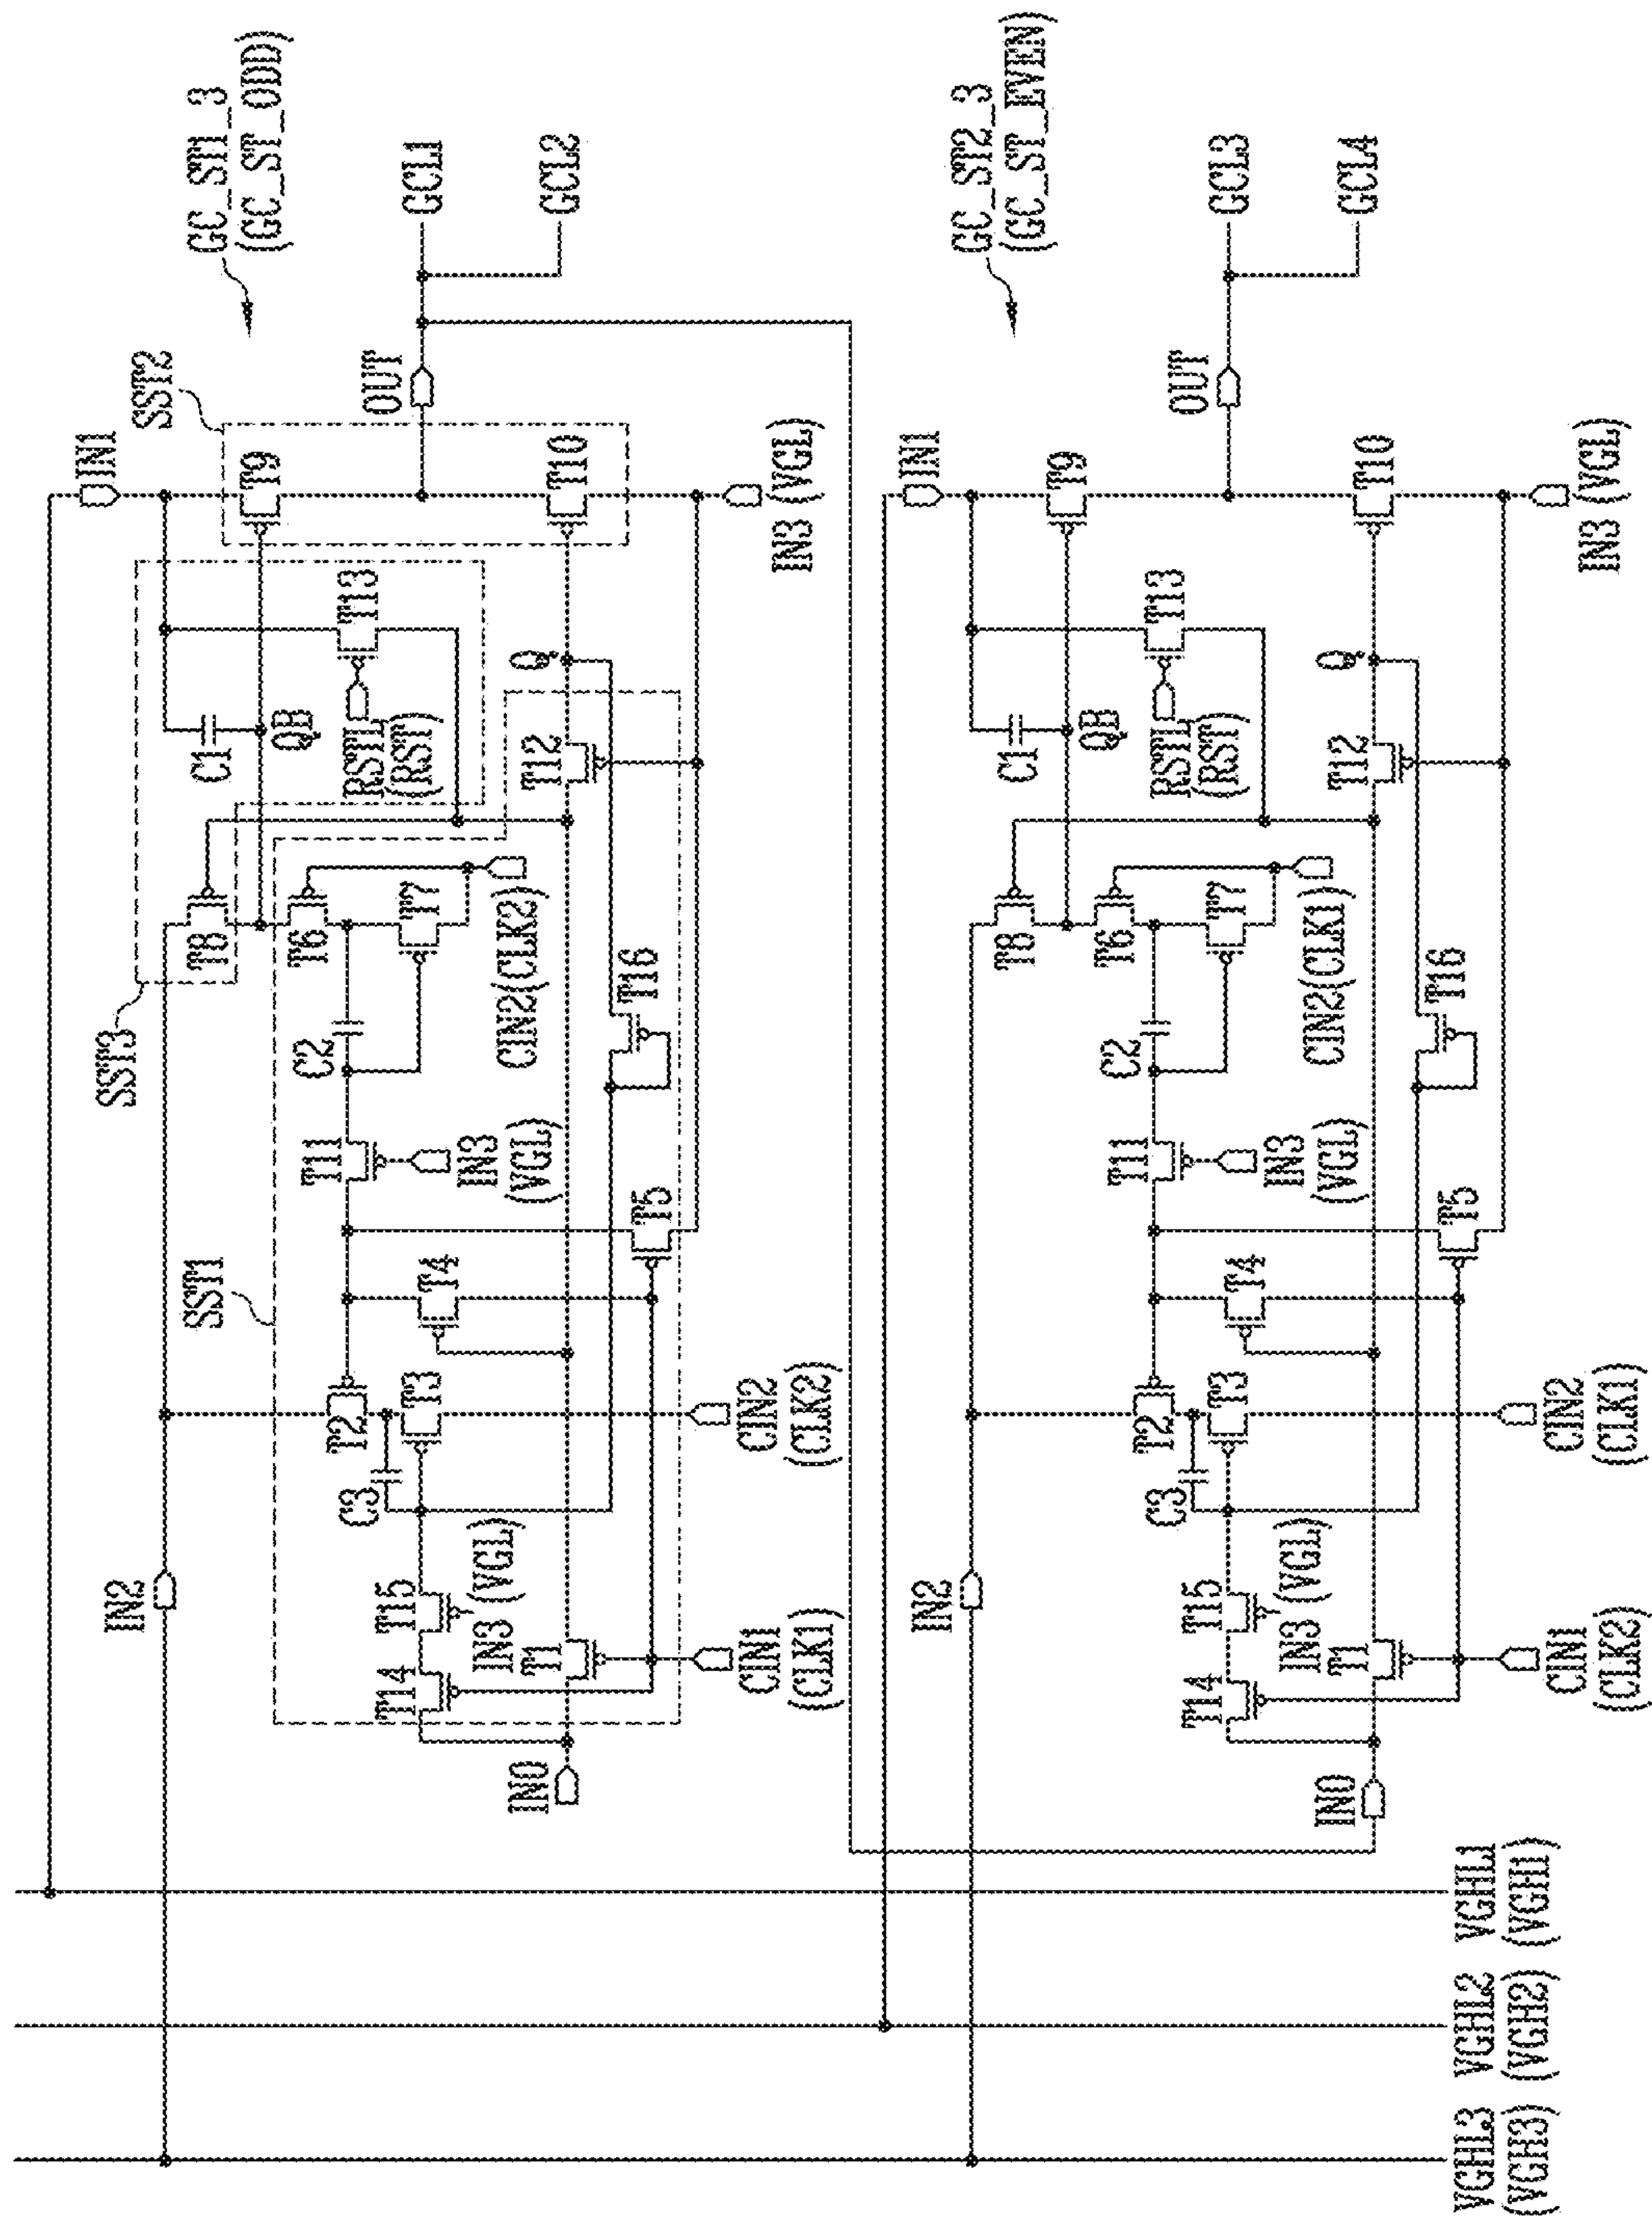 GC_ST1_3
(GC_ST_ODD)
SST2
SST3
SST1
IN1
IN2
T9
OUT
GCL1
GCL2
T10
IN3 (VGL)
T13
C1
QB
RSTL
(RST)
Q
T12
T8
T6
T7
CIN2(CLK2)
C2
T16
T11
IN3
(VGL)
T5
T4
T2
T3
CIN2
(CLK2)
C3
T15
IN3 (VGL)
T14
T1
CIN1
(CLK1)
IN0
GC_ST2_3
(GC_ST_EVEN)
IN1
IN2
T9
OUT
GCL3
GCL4
T10
IN3 (VGL)
T13
C1
QB
RSTL
(RST)
Q
T12
T8
T6
T7
CIN2(CLK1)
C2
T16
T11
IN3
(VGL)
T5
T4
T2
T3
CIN2
(CLK1)
C3
T15
IN3 (VGL)
T14
T1
CIN1
(CLK2)
IN0
VGHL3
(VGH3)
VGHL2
(VGH2)
VGHL1
(VGH1)